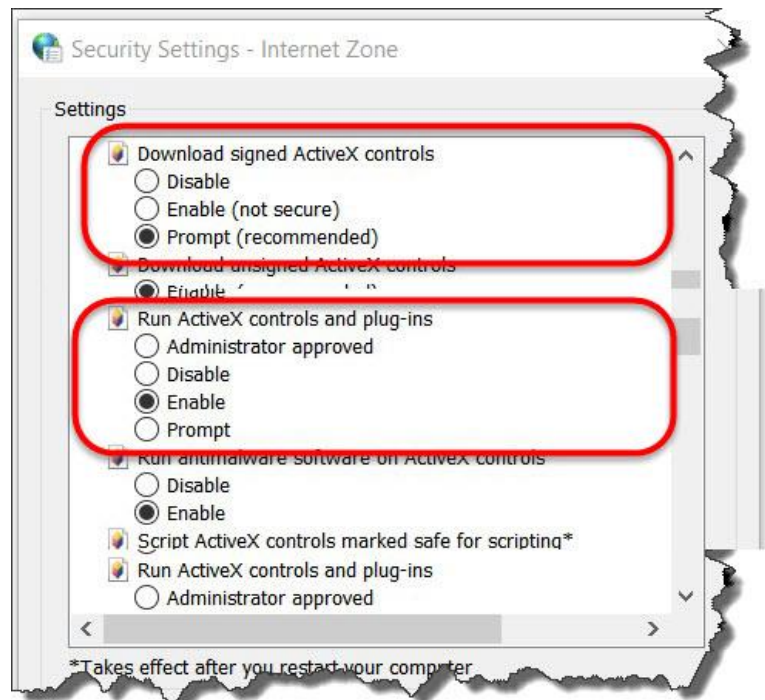 Security Settings - Internet Zone
Settings
Download signed ActiveX controls
Disable
Enable (not secure)
Prompt (recommended)
Download unsigned ActiveX controls
Enable
Run ActiveX controls and plug-ins
Administrator approved
Disable
Enable
Prompt
Run antimalware software on ActiveX controls
Disable
Enable
Script ActiveX controls marked safe for scripting*
Run ActiveX controls and plug-ins
Administrator approved
*Takes effect after you restart your computer